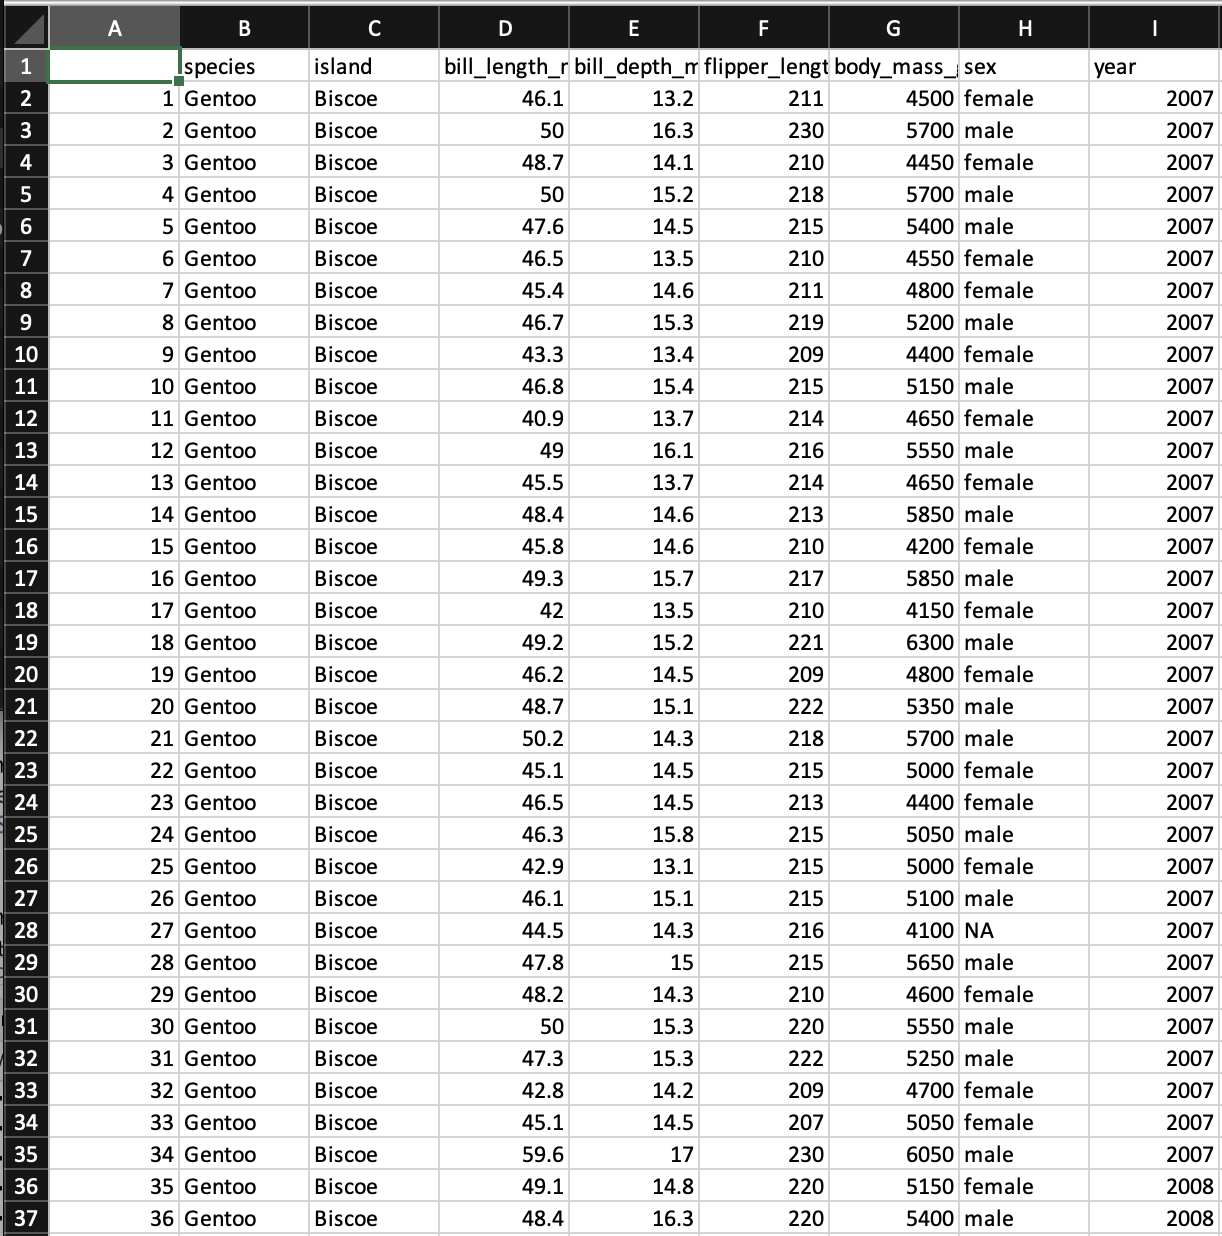 A B C D E F G H I
1 species island bill_length_r bill_depth_m flipper_lengt body_mass_g sex year
2 1 Gentoo Biscoe 46.1 13.2 211 4500 female 2007
3 2 Gentoo Biscoe 50 16.3 230 5700 male 2007
4 3 Gentoo Biscoe 48.7 14.1 210 4450 female 2007
5 4 Gentoo Biscoe 50 15.2 218 5700 male 2007
6 5 Gentoo Biscoe 47.6 14.5 215 5400 male 2007
7 6 Gentoo Biscoe 46.5 13.5 210 4550 female 2007
8 7 Gentoo Biscoe 45.4 14.6 211 4800 female 2007
9 8 Gentoo Biscoe 46.7 15.3 219 5200 male 2007
10 9 Gentoo Biscoe 43.3 13.4 209 4400 female 2007
11 10 Gentoo Biscoe 46.8 15.4 215 5150 male 2007
12 11 Gentoo Biscoe 40.9 13.7 214 4650 female 2007
13 12 Gentoo Biscoe 49 16.1 216 5550 male 2007
14 13 Gentoo Biscoe 45.5 13.7 214 4650 female 2007
15 14 Gentoo Biscoe 48.4 14.6 213 5850 male 2007
16 15 Gentoo Biscoe 45.8 14.6 210 4200 female 2007
17 16 Gentoo Biscoe 49.3 15.7 217 5850 male 2007
18 17 Gentoo Biscoe 42 13.5 210 4150 female 2007
19 18 Gentoo Biscoe 49.2 15.2 221 6300 male 2007
20 19 Gentoo Biscoe 46.2 14.5 209 4800 female 2007
21 20 Gentoo Biscoe 48.7 15.1 222 5350 male 2007
22 21 Gentoo Biscoe 50.2 14.3 218 5700 male 2007
23 22 Gentoo Biscoe 45.1 14.5 215 5000 female 2007
24 23 Gentoo Biscoe 46.5 14.5 213 4400 female 2007
25 24 Gentoo Biscoe 46.3 15.8 215 5050 male 2007
26 25 Gentoo Biscoe 42.9 13.1 215 5000 female 2007
27 26 Gentoo Biscoe 46.1 15.1 215 5100 male 2007
28 27 Gentoo Biscoe 44.5 14.3 216 4100 NA 2007
29 28 Gentoo Biscoe 47.8 15 215 5650 male 2007
30 29 Gentoo Biscoe 48.2 14.3 210 4600 female 2007
31 30 Gentoo Biscoe 50 15.3 220 5550 male 2007
32 31 Gentoo Biscoe 47.3 15.3 222 5250 male 2007
33 32 Gentoo Biscoe 42.8 14.2 209 4700 female 2007
34 33 Gentoo Biscoe 45.1 14.5 207 5050 female 2007
35 34 Gentoo Biscoe 59.6 17 230 6050 male 2007
36 35 Gentoo Biscoe 49.1 14.8 220 5150 female 2008
37 36 Gentoo Biscoe 48.4 16.3 220 5400 male 2008